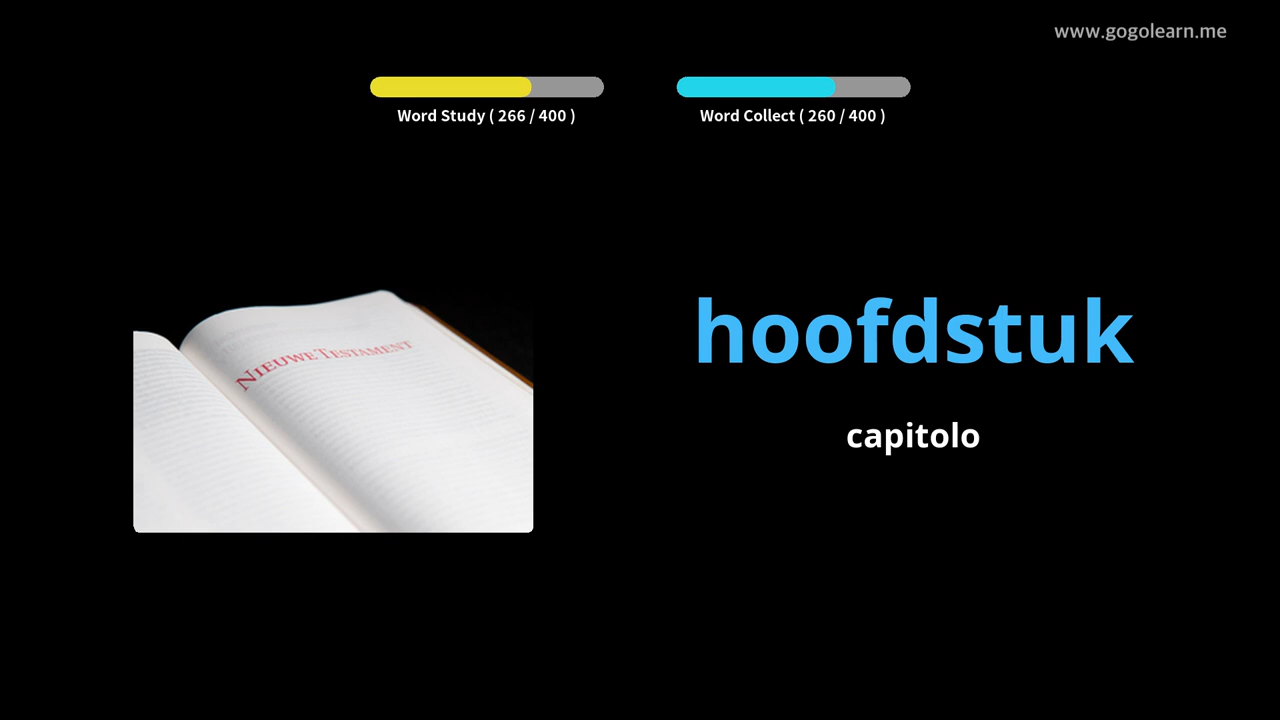 www.gogolearn.me
Word Study ( 266 / 400 )
Word Collect ( 260 / 400 )
NIEUWE TESTAMENT
hoofdstuk
capitolo